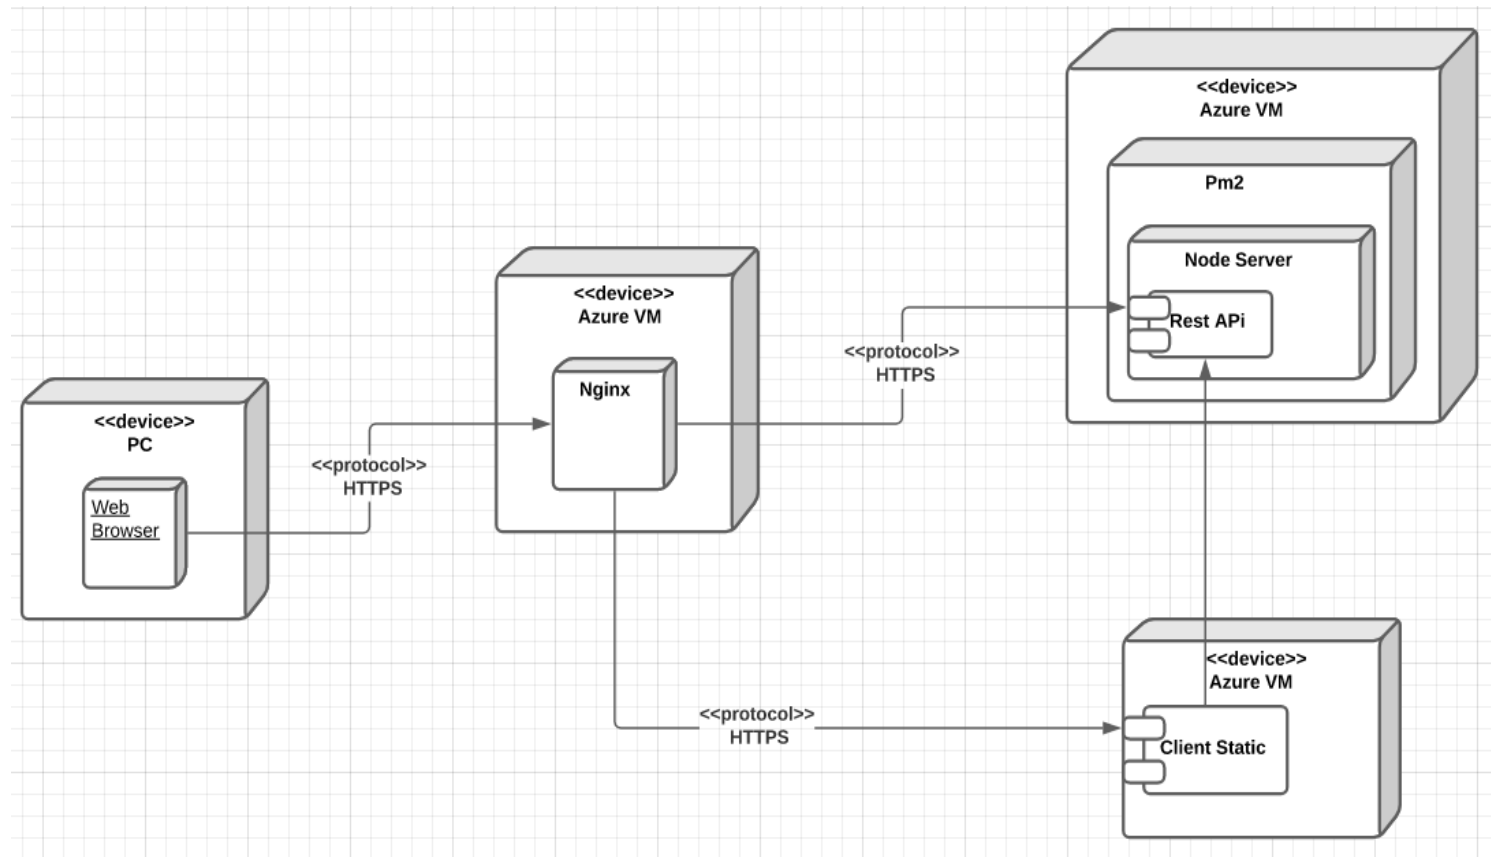 <<device>>
Azure VM
Pm2
Node Server
Rest APi
<<device>>
Azure VM
Nginx
<<protocol>>
HTTPS
<<device>>
PC
Web
Browser
<<protocol>>
HTTPS
<<device>>
Azure VM
Client Static
<<protocol>>
HTTPS